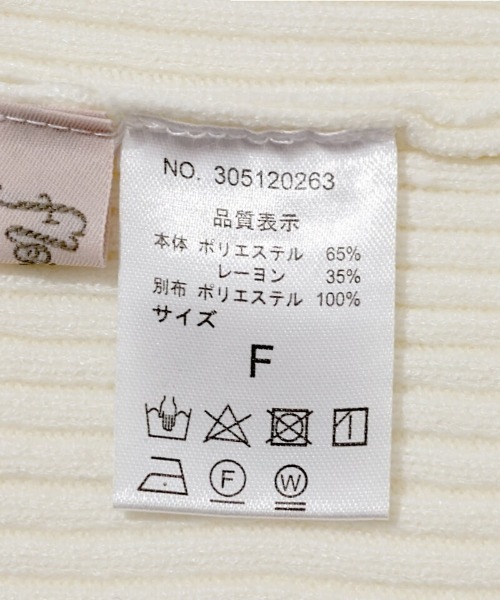 NO. 305120263
品質表示
本体 ポリエステル 65%
レーヨン 35%
別布 ポリエステル 100%
サイズ
F
F W